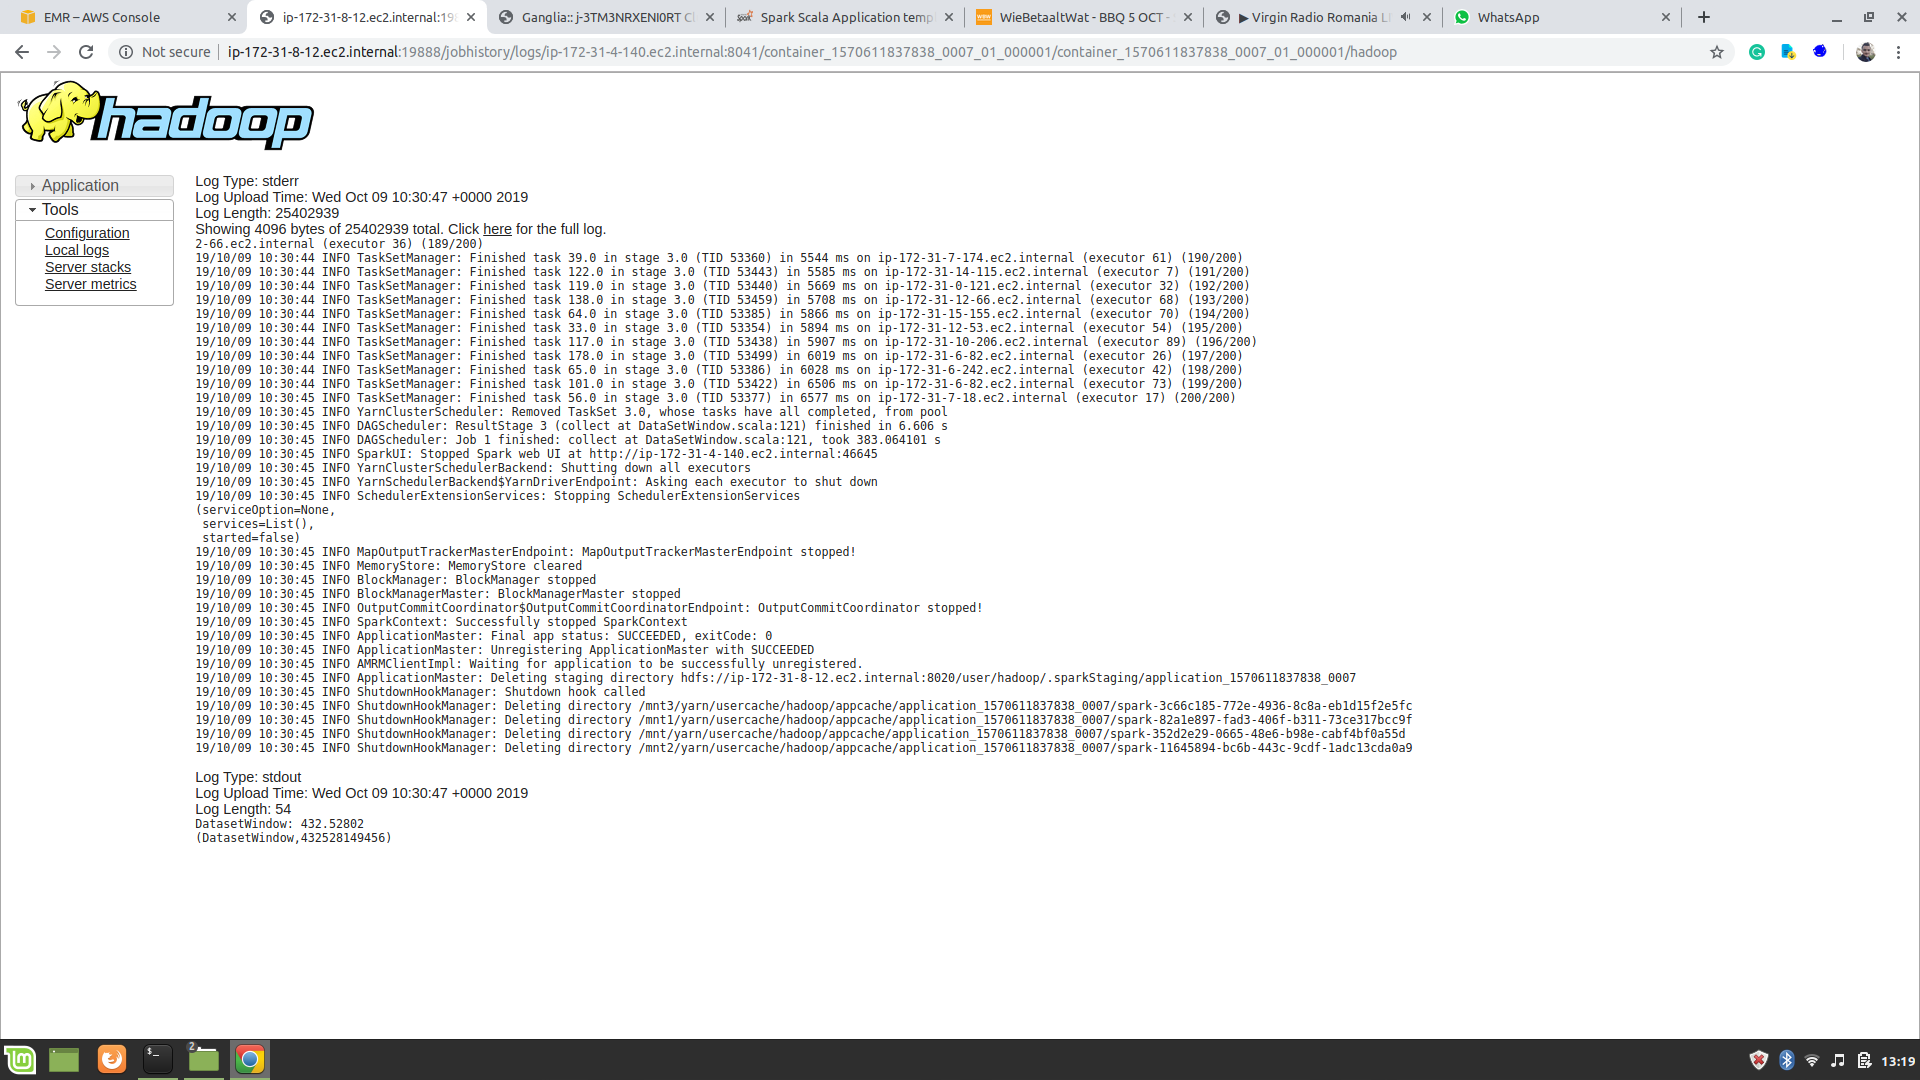 EMR – AWS Console
ip-172-31-8-12.ec2.internal:19
Ganglia:: j-3TM3NRXENI0RT C
Spark Scala Application temp
WieBetaaltWat - BBQ 5 OCT -
▶ Virgin Radio Romania L
WhatsApp
Not secure
ip-172-31-8-12.ec2.internal:19888/jobhistory/logs/ip-172-31-4-140.ec2.internal:8041/container_1570611837838_0007_01_000001/container_1570611837838_0007_01_000001/hadoop
hadoop
Application
Tools
Configuration
Local logs
Server stacks
Server metrics
Log Type: stderr
Log Upload Time: Wed Oct 09 10:30:47 +0000 2019
Log Length: 25402939
Showing 4096 bytes of 25402939 total. Click here for the full log.
2-66.ec2.internal (executor 36) (189/200)
19/10/09 10:30:44 INFO TaskSetManager: Finished task 39.0 in stage 3.0 (TID 53360) in 5544 ms on ip-172-31-7-174.ec2.internal (executor 61) (190/200)
19/10/09 10:30:44 INFO TaskSetManager: Finished task 122.0 in stage 3.0 (TID 53443) in 5585 ms on ip-172-31-14-115.ec2.internal (executor 7) (191/200)
19/10/09 10:30:44 INFO TaskSetManager: Finished task 119.0 in stage 3.0 (TID 53440) in 5669 ms on ip-172-31-0-121.ec2.internal (executor 32) (192/200)
19/10/09 10:30:44 INFO TaskSetManager: Finished task 138.0 in stage 3.0 (TID 53459) in 5708 ms on ip-172-31-12-66.ec2.internal (executor 68) (193/200)
19/10/09 10:30:44 INFO TaskSetManager: Finished task 64.0 in stage 3.0 (TID 53385) in 5866 ms on ip-172-31-15-155.ec2.internal (executor 70) (194/200)
19/10/09 10:30:44 INFO TaskSetManager: Finished task 33.0 in stage 3.0 (TID 53354) in 5894 ms on ip-172-31-12-53.ec2.internal (executor 54) (195/200)
19/10/09 10:30:44 INFO TaskSetManager: Finished task 117.0 in stage 3.0 (TID 53438) in 5907 ms on ip-172-31-10-206.ec2.internal (executor 89) (196/200)
19/10/09 10:30:44 INFO TaskSetManager: Finished task 178.0 in stage 3.0 (TID 53499) in 6019 ms on ip-172-31-6-82.ec2.internal (executor 26) (197/200)
19/10/09 10:30:44 INFO TaskSetManager: Finished task 65.0 in stage 3.0 (TID 53386) in 6028 ms on ip-172-31-6-242.ec2.internal (executor 42) (198/200)
19/10/09 10:30:44 INFO TaskSetManager: Finished task 101.0 in stage 3.0 (TID 53422) in 6506 ms on ip-172-31-6-82.ec2.internal (executor 73) (199/200)
19/10/09 10:30:45 INFO TaskSetManager: Finished task 56.0 in stage 3.0 (TID 53377) in 6577 ms on ip-172-31-7-18.ec2.internal (executor 17) (200/200)
19/10/09 10:30:45 INFO YarnClusterScheduler: Removed TaskSet 3.0, whose tasks have all completed, from pool
19/10/09 10:30:45 INFO DAGScheduler: ResultStage 3 (collect at DataSetWindow.scala:121) finished in 6.606 s
19/10/09 10:30:45 INFO DAGScheduler: Job 1 finished: collect at DataSetWindow.scala:121, took 383.064101 s
19/10/09 10:30:45 INFO SparkUI: Stopped Spark web UI at http://ip-172-31-4-140.ec2.internal:46645
19/10/09 10:30:45 INFO YarnClusterSchedulerBackend: Shutting down all executors
19/10/09 10:30:45 INFO YarnSchedulerBackend$YarnDriverEndpoint: Asking each executor to shut down
19/10/09 10:30:45 INFO SchedulerExtensionServices: Stopping SchedulerExtensionServices
(serviceOption=None,
services=List(),
started=false)
19/10/09 10:30:45 INFO MapOutputTrackerMasterEndpoint: MapOutputTrackerMasterEndpoint stopped!
19/10/09 10:30:45 INFO MemoryStore: MemoryStore cleared
19/10/09 10:30:45 INFO BlockManager: BlockManager stopped
19/10/09 10:30:45 INFO BlockManagerMaster: BlockManagerMaster stopped
19/10/09 10:30:45 INFO OutputCommitCoordinator$OutputCommitCoordinatorEndpoint: OutputCommitCoordinator stopped!
19/10/09 10:30:45 INFO SparkContext: Successfully stopped SparkContext
19/10/09 10:30:45 INFO ApplicationMaster: Final app status: SUCCEEDED, exitCode: 0
19/10/09 10:30:45 INFO ApplicationMaster: Unregistering ApplicationMaster with SUCCEEDED
19/10/09 10:30:45 INFO AMRMClientImpl: Waiting for application to be successfully unregistered.
19/10/09 10:30:45 INFO ApplicationMaster: Deleting staging directory hdfs://ip-172-31-8-12.ec2.internal:8020/user/hadoop/.sparkStaging/application_1570611837838_0007
19/10/09 10:30:45 INFO ShutdownHookManager: Shutdown hook called
19/10/09 10:30:45 INFO ShutdownHookManager: Deleting directory /mnt3/yarn/usercache/hadoop/appcache/application_1570611837838_0007/spark-3c66c185-772e-4936-8c8a-eb1d15f2e5fc
19/10/09 10:30:45 INFO ShutdownHookManager: Deleting directory /mnt1/yarn/usercache/hadoop/appcache/application_1570611837838_0007/spark-82a1e897-fad3-406f-b311-73ce317bcc9f
19/10/09 10:30:45 INFO ShutdownHookManager: Deleting directory /mnt/yarn/usercache/hadoop/appcache/application_1570611837838_0007/spark-352d2e29-0665-48e6-b98e-cabf4bf0a55d
19/10/09 10:30:45 INFO ShutdownHookManager: Deleting directory /mnt2/yarn/usercache/hadoop/appcache/application_1570611837838_0007/spark-11645894-bc6b-443c-9cdf-1adc13cda0a9
Log Type: stdout
Log Upload Time: Wed Oct 09 10:30:47 +0000 2019
Log Length: 54
DatasetWindow: 432.52802
(DatasetWindow,432528149456)
2
13:19